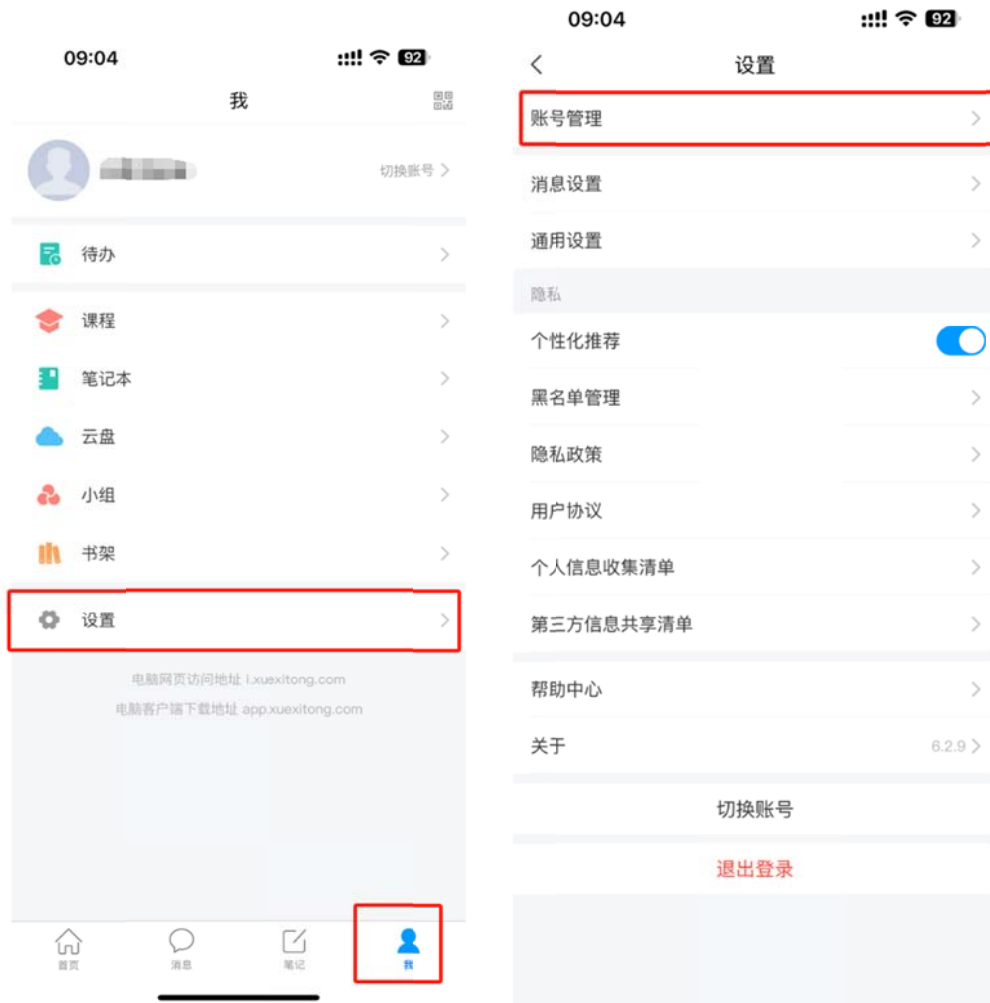 09:04
92
我
切换账号
待办
课程
笔记本
云盘
小组
书架
设置
电脑网页访问地址 i.xuexitong.com
电脑客户端下载地址 app.xuexitong.com
首页
消息
笔记
我
09:04
92
设置
账号管理
消息设置
通用设置
隐私
个性化推荐
黑名单管理
隐私政策
用户协议
个人信息收集清单
第三方信息共享清单
帮助中心
关于 6.2.9
切换账号
退出登录